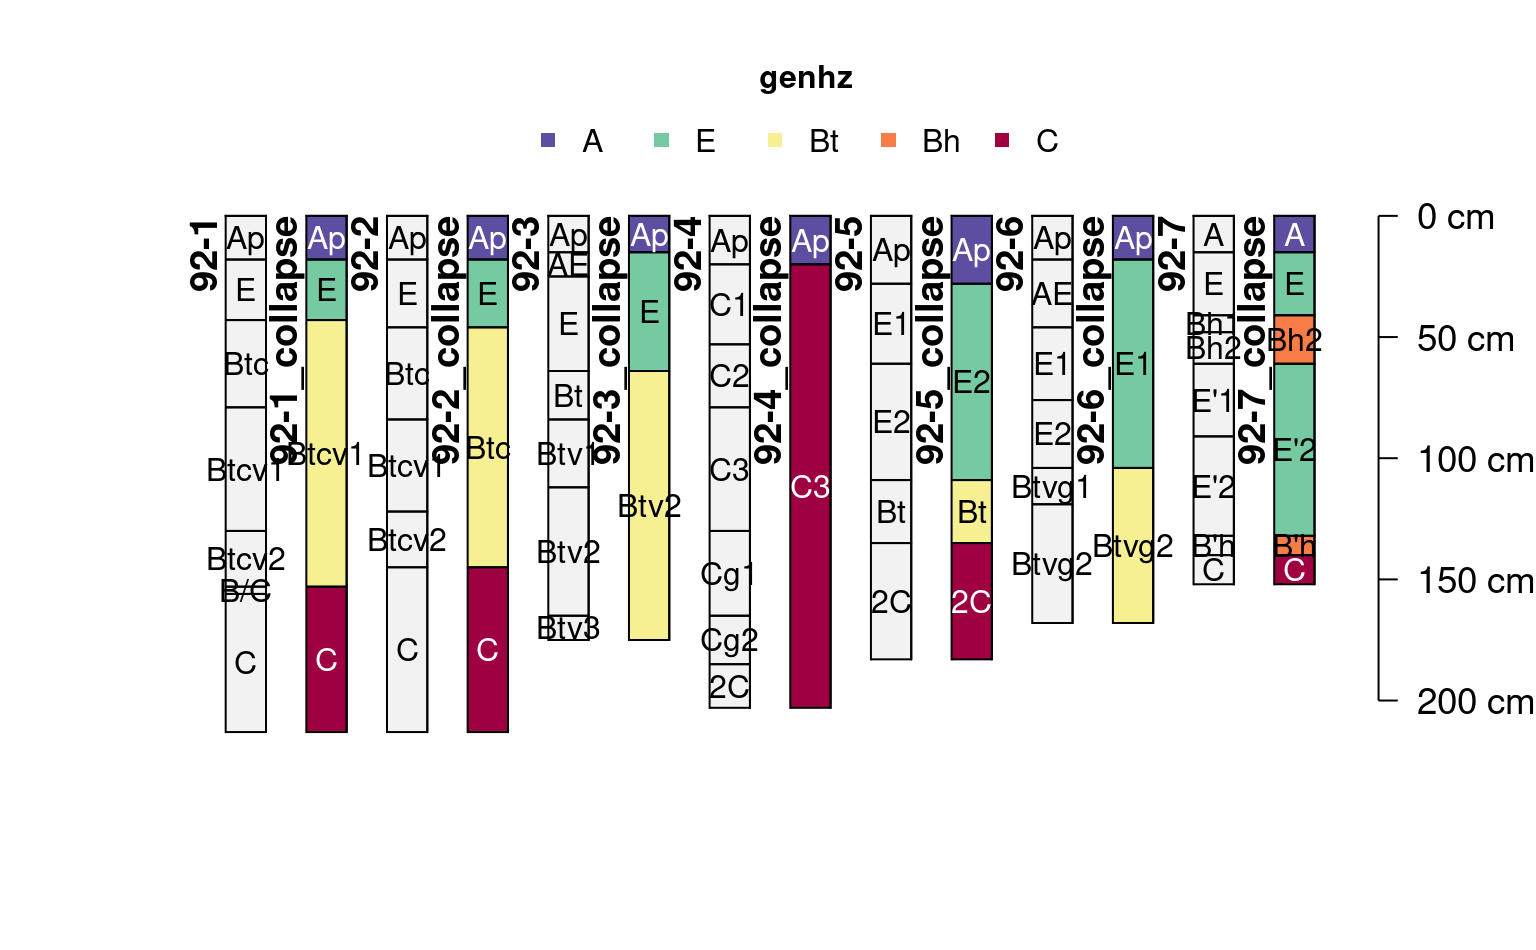 genhz
A E Bt Bh C
92-1
Ap
E
Btc
Btcv1
Btcv2
B/C
C
92-1_collapse
Ap
E
Btcv1
C
92-2
Ap
E
Btc
Btcv1
Btcv2
C
92-2_collapse
Ap
E
Btc
C
92-3
Ap
AE
E
Bt
Btv1
Btv2
Btv3
92-3_collapse
Ap
E
Btv2
92-4
Ap
C1
C2
C3
Cg1
Cg2
2C
92-4_collapse
Ap
C3
92-5
Ap
E1
E2
Bt
2C
92-5_collapse
Ap
E2
Bt
2C
92-6
Ap
AE
E1
E2
Btvg1
Btvg2
92-6_collapse
Ap
E1
Btvg2
92-7
A
E
Bh1
Bh2
E'1
E'2
B'h
C
92-7_collapse
A
E
Bh2
E'2
B'h
C
0 cm
50 cm
100 cm
150 cm
200 cm